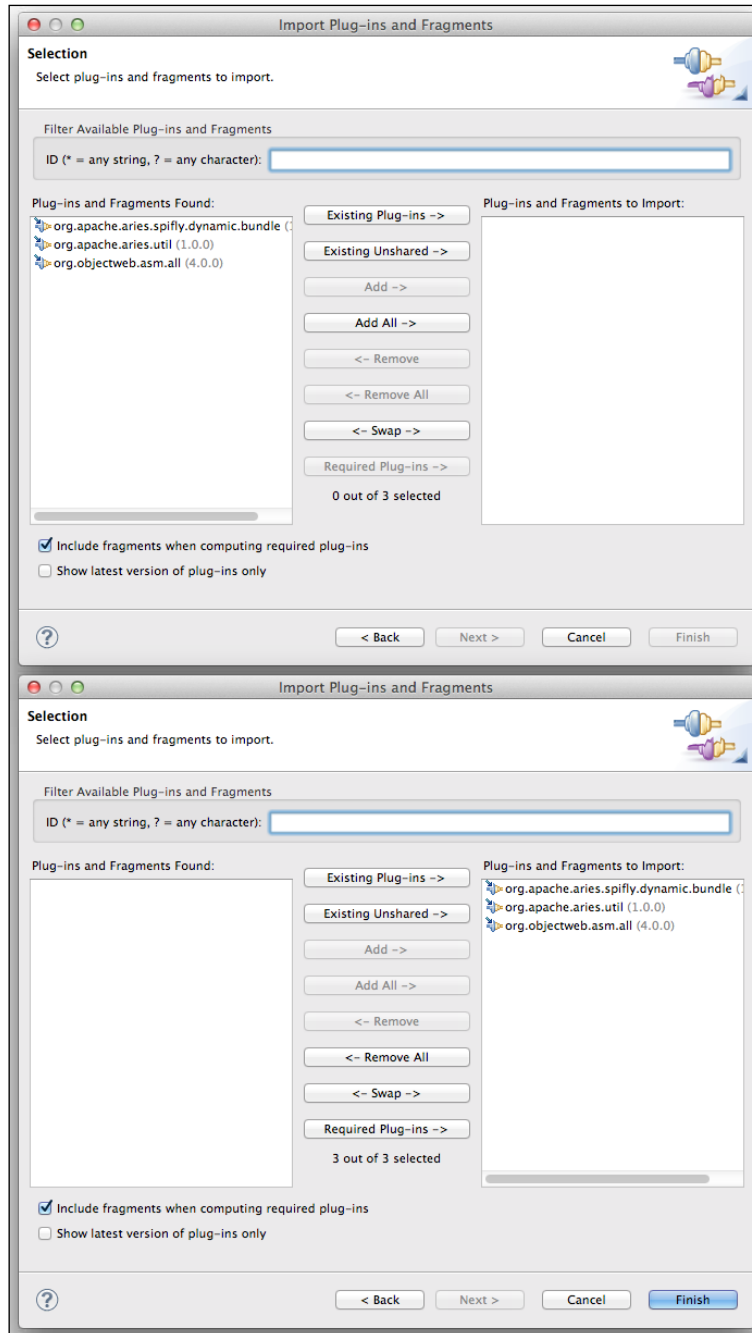 Import Plug-ins and Fragments
Selection
Select plug-ins and fragments to import.
Filter Available Plug-ins and Fragments
ID (* = any string, ? = any character):
Plug-ins and Fragments Found:
org.apache.aries.spifly.dynamic.bundle (
org.apache.aries.util (1.0.0)
org.objectweb.asm.all (4.0.0)
Existing Plug-ins ->
Existing Unshared ->
Add ->
Add All ->
<- Remove
<- Remove All
<- Swap ->
Required Plug-ins ->
0 out of 3 selected
Plug-ins and Fragments to Import:
Include fragments when computing required plug-ins
Show latest version of plug-ins only
?
< Back
Next >
Cancel
Finish
Import Plug-ins and Fragments
Selection
Select plug-ins and fragments to import.
Filter Available Plug-ins and Fragments
ID (* = any string, ? = any character):
Plug-ins and Fragments Found:
Existing Plug-ins ->
Existing Unshared ->
Add ->
Add All ->
<- Remove
<- Remove All
<- Swap ->
Required Plug-ins ->
3 out of 3 selected
Plug-ins and Fragments to Import:
org.apache.aries.spifly.dynamic.bundle (
org.apache.aries.util (1.0.0)
org.objectweb.asm.all (4.0.0)
Include fragments when computing required plug-ins
Show latest version of plug-ins only
?
< Back
Next >
Cancel
Finish